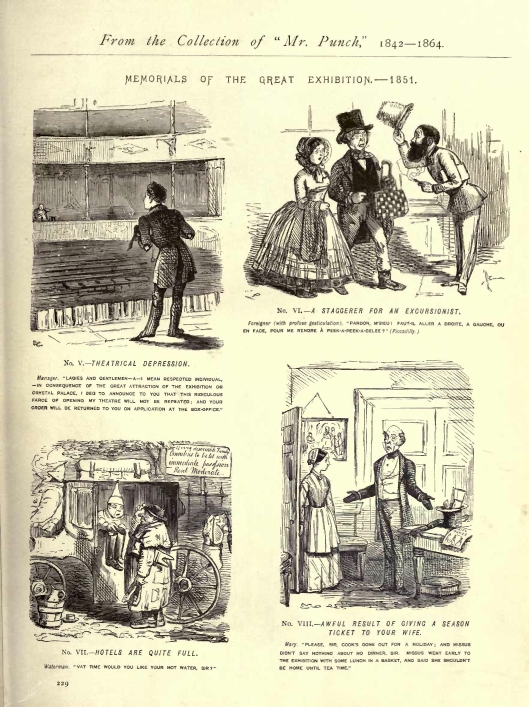 From the Collection of "Mr. Punch," 1842—1864.
MEMORIALS OF THE GREAT EXHIBITION.—1851.
No. V.—THEATRICAL DEPRESSION.
Manager. "LADIES AND GENTLEMEN—A—I MEAN RESPECTED INDIVIDUAL,
—IN CONSEQUENCE OF THE GREAT ATTRACTION OF THE EXHIBITION OR
CRYSTAL PALACE, I BEG TO ANNOUNCE TO YOU THAT THIS RIDICULOUS
FARCE OF OPENING MY THEATRE WILL NOT BE REPEATED; AND YOUR
ORDER WILL BE RETURNED TO YOU ON APPLICATION AT THE BOX-OFFICE."
No. VI.—A STAGGERER FOR AN EXCURSIONIST.
Foreigner (with profuse gesticulation). "PARDON, M'SIEU! FAUT-IL ALLER A DROITE, A GAUCHE, OU
EN FACE, POUR ME RENDRE À PEEK-A-PEEK-A-DELEE?" (Piccadilly.)
Commodious to be let with
immediate possession
Rent Moderate
No. VII.—HOTELS ARE QUITE FULL.
Waterman. "VAT TIME WOULD YOU LIKE YOUR HOT WATER, SIR?"
No. VIII.—AWFUL RESULT OF GIVING A SEASON
TICKET TO YOUR WIFE.
Mary. "PLEASE, SIR, COOK'S GONE OUT FOR A HOLIDAY; AND MISSUS
DIDN'T SAY NOTHING ABOUT NO DINNER, SIR. MISSUS WENT EARLY TO
THE EXHIBITION WITH SOME LUNCH IN A BASKET, AND SAID SHE SHOULDN'T
BE HOME UNTIL TEA TIME."
229